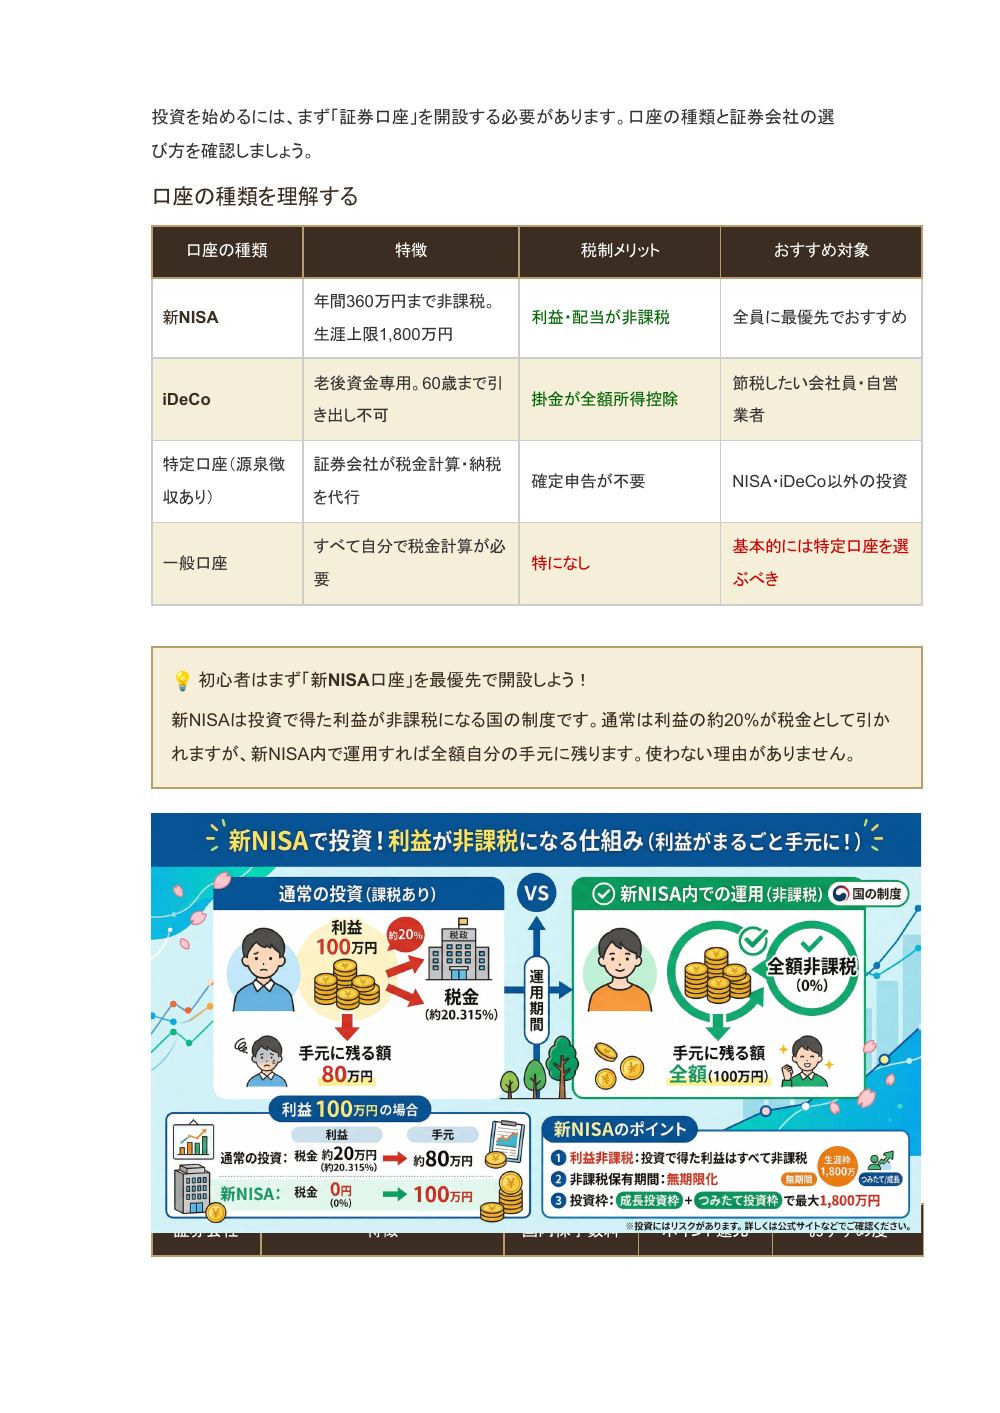 投資を始めるには、まず「証券口座」を開設する必要があります。口座の種類と証券会社の選
び方を確認しましょう。
口座の種類を理解する
口座の種類 特徴 税制メリット おすすめ対象
新NISA
年間360万円まで非課税。
生涯上限1,800万円
利益・配当が非課税
全員に最優先でおすすめ
iDeCo
老後資金専用。60歳まで引
き出し不可
掛金が全額所得控除
節税したい会社員・自営
業者
特定口座（源泉徴
収あり）
証券会社が税金計算・納税
を代行
確定申告が不要
NISA・iDeCo以外の投資
一般口座
すべて自分で税金計算が必
要
特になし
基本的には特定口座を選
ぶべき
💡 初心者はまず「新NISA口座」を最優先で開設しよう！
新NISAは投資で得た利益が非課税になる国の制度です。通常は利益の約20%が税金として引か
れますが、新NISA内で運用すれば全額自分の手元に残ります。使わない理由がありません。
新NISAで投資！利益が非課税になる仕組み（利益がまるごと手元に！）
通常の投資（課税あり）
利益
100万円
約20%
税政
税金
（約20.315%）
手元に残る額
80万円
VS
運用期間
新NISA内での運用（非課税）
国の制度
全額非課税
（0%）
手元に残る額
全額（100万円）
利益100万円の場合
利益 手元
通常の投資： 税金 約20万円 約80万円
（約20.315%）
新NISA： 税金 0円 100万円
（0%）
新NISAのポイント
1 利益非課税：投資で得た利益はすべて非課税
2 非課税保有期間：無期限化
3 投資枠：成長投資枠＋つみたて投資枠で最大1,800万円
生涯枠
1,800万
無期限
つみたて/成長
※投資にはリスクがあります。詳しくは公式サイトなどでご確認ください。